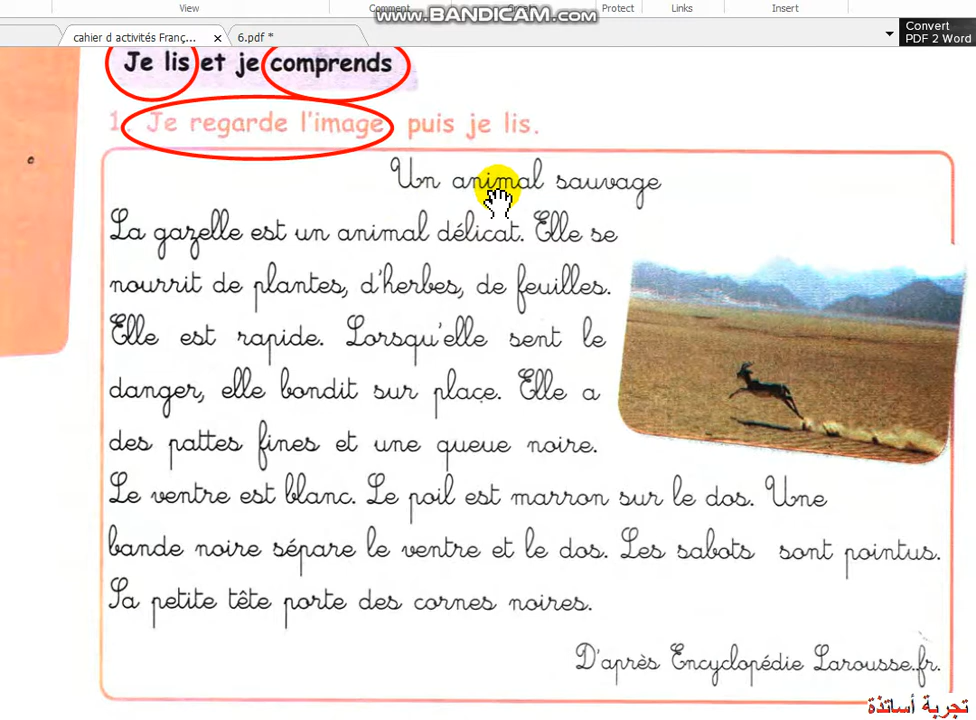 View Comment Protect Links Insert
www.BANDICAM.com
Convert
PDF 2 Word
cahier d activités Franç... × 6.pdf *
Je lis et je comprends
1. Je regarde l'image, puis je lis.
Un animal sauvage
La gazelle est un animal délicat. Elle se
nourrit de plantes, d'herbes, de feuilles.
Elle est rapide. Lorsqu'elle sent le
danger, elle bondit sur place. Elle a
des pattes fines et une queue noire.
Le ventre est blanc. Le poil est marron sur le dos. Une
bande noire sépare le ventre et le dos. Les sabots sont pointus.
Sa petite tête porte des cornes noires.
D'après Encyclopédie Larousse.fr.
تجربة أساتذة